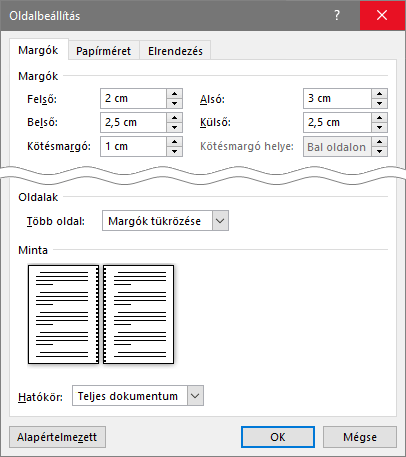 Oldalbeállítás ? ×
Margók Papírméret Elrendezés
Margók
Felső: 2 cm Alsó: 3 cm
Belső: 2,5 cm Külső: 2,5 cm
Kötésmargó: 1 cm Kötésmargó helye: Bal oldalon
Oldalak
Több oldal: Margók tükrözése
Minta
Hatókör: Teljes dokumentum
Alapértelmezett OK Mégse